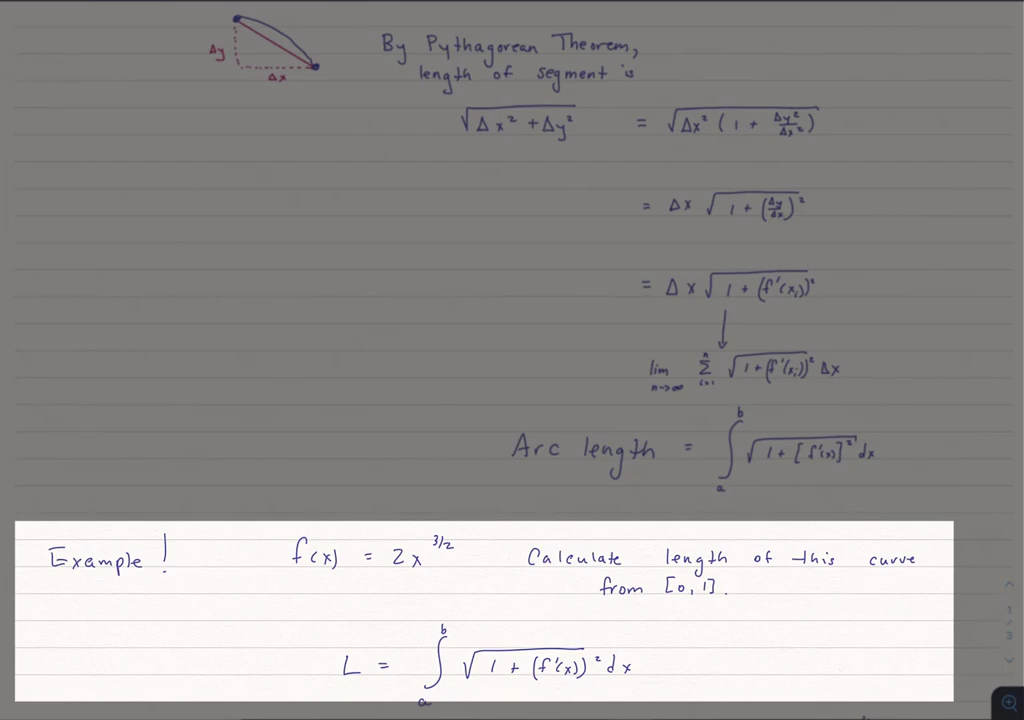 By Pythagorean Theorem,
length of segment is
Δy
Δx
√(Δx² + Δy²) = √(Δx² (1 + Δy²/Δx²))
= Δx √(1 + (Δy/Δx)²)
= Δx √(1 + (f'(xᵢ))²)
lim n→∞ Σ i=1 n √(1 + (f'(xᵢ))²) Δx
Arc length = ∫ₐᵇ √(1 + [f'(x)]²) dx
Example! f(x) = 2x^(3/2) Calculate length of this curve
from [0, 1].
L = ∫ₐᵇ √(1 + (f'(x))²) dx
1
/
3